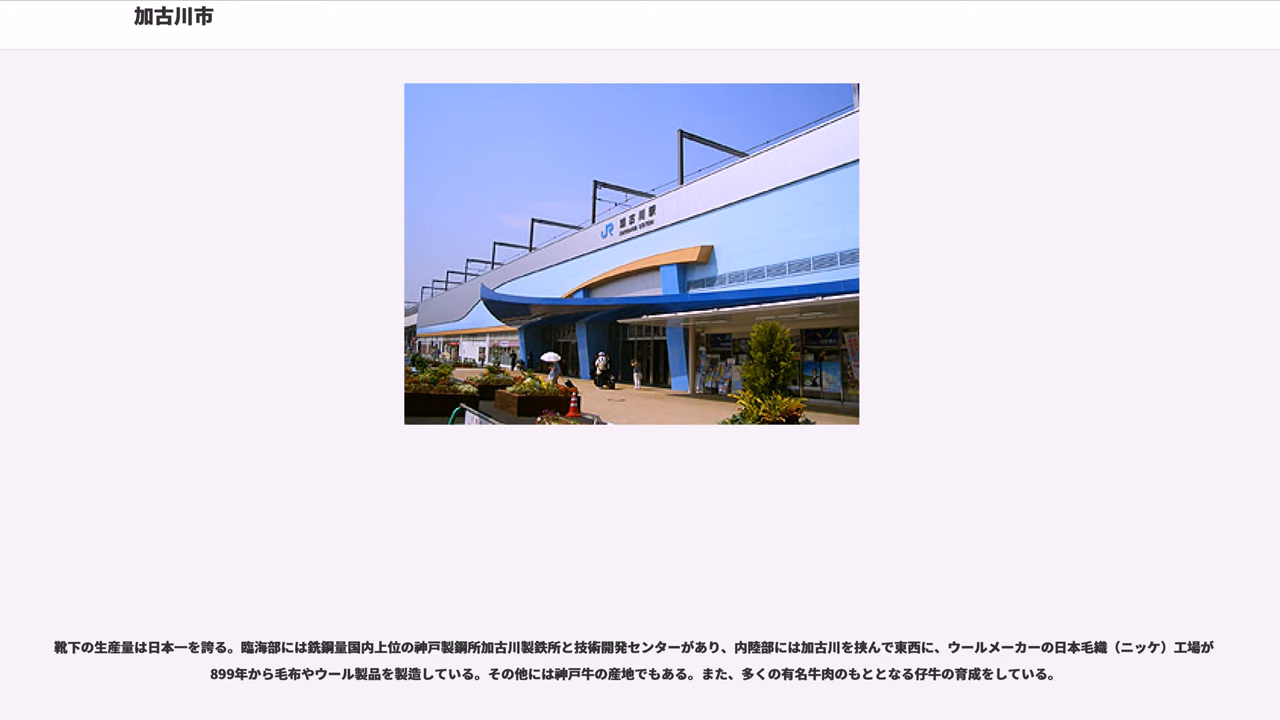 加古川市
JR 加古川駅
靴下の生産量は日本一を誇る。臨海部には銑鋼量国内上位の神戸製鋼所加古川製鉄所と技術開発センターがあり、内陸部には加古川を挟んで東西に、ウールメーカーの日本毛織（ニッケ）工場が
899年から毛布やウール製品を製造している。その他には神戸牛の産地でもある。また、多くの有名牛肉のもととなる仔牛の育成をしている。